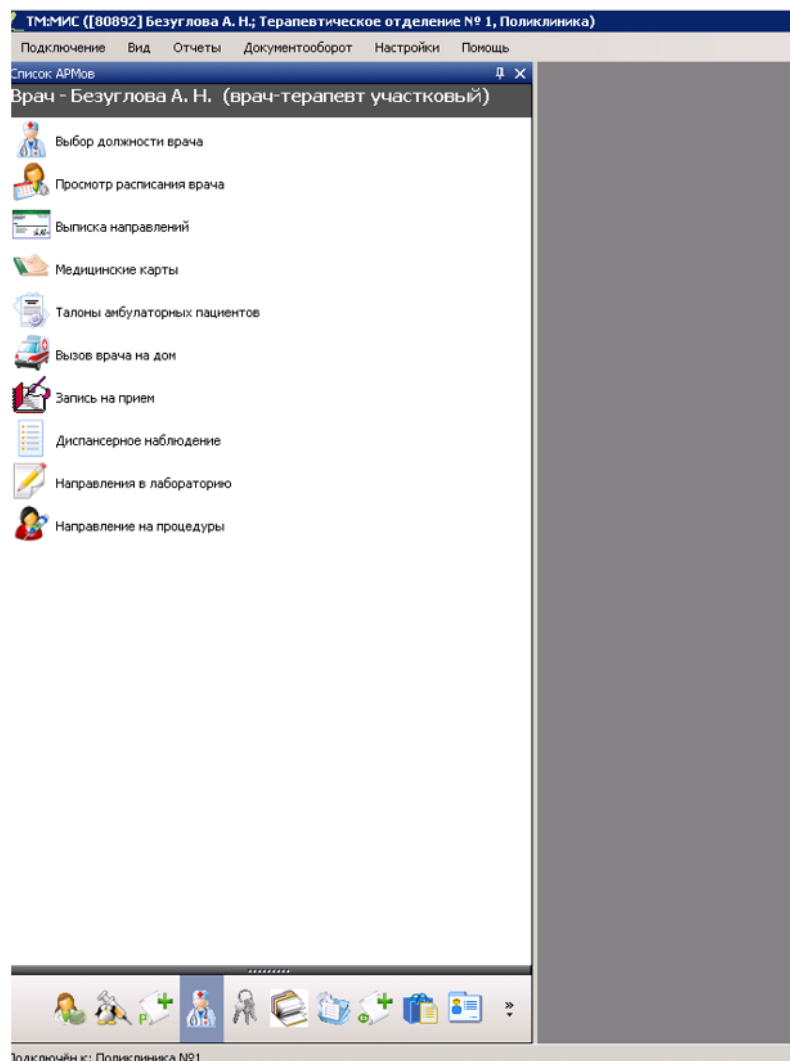 ТМ:МИС ([80892] Безуглова А. Н.; Терапевтическое отделение № 1, Поликлиника)
Подключение Вид Отчеты Документооборот Настройки Помощь
Список АРМов
Врач - Безуглова А. Н. (врач-терапевт участковый)
Выбор должности врача
Просмотр расписания врача
Выписка направлений
Медицинские карты
Талоны амбулаторных пациентов
Вызов врача на дом
Запись на прием
Диспансерное наблюдение
Направления в лабораторию
Направление на процедуры
Подключён к: Поликлиника №1